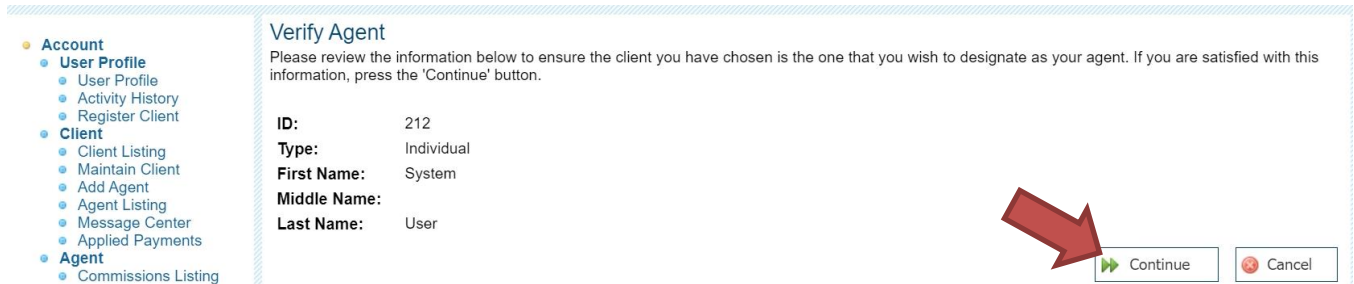 Account
User Profile
User Profile
Activity History
Register Client
Client
Client Listing
Maintain Client
Add Agent
Agent Listing
Message Center
Applied Payments
Agent
Commissions Listing
Verify Agent
Please review the information below to ensure the client you have chosen is the one that you wish to designate as your agent. If you are satisfied with this
information, press the 'Continue' button.
ID: 212
Type: Individual
First Name: System
Middle Name:
Last Name: User
Continue Cancel